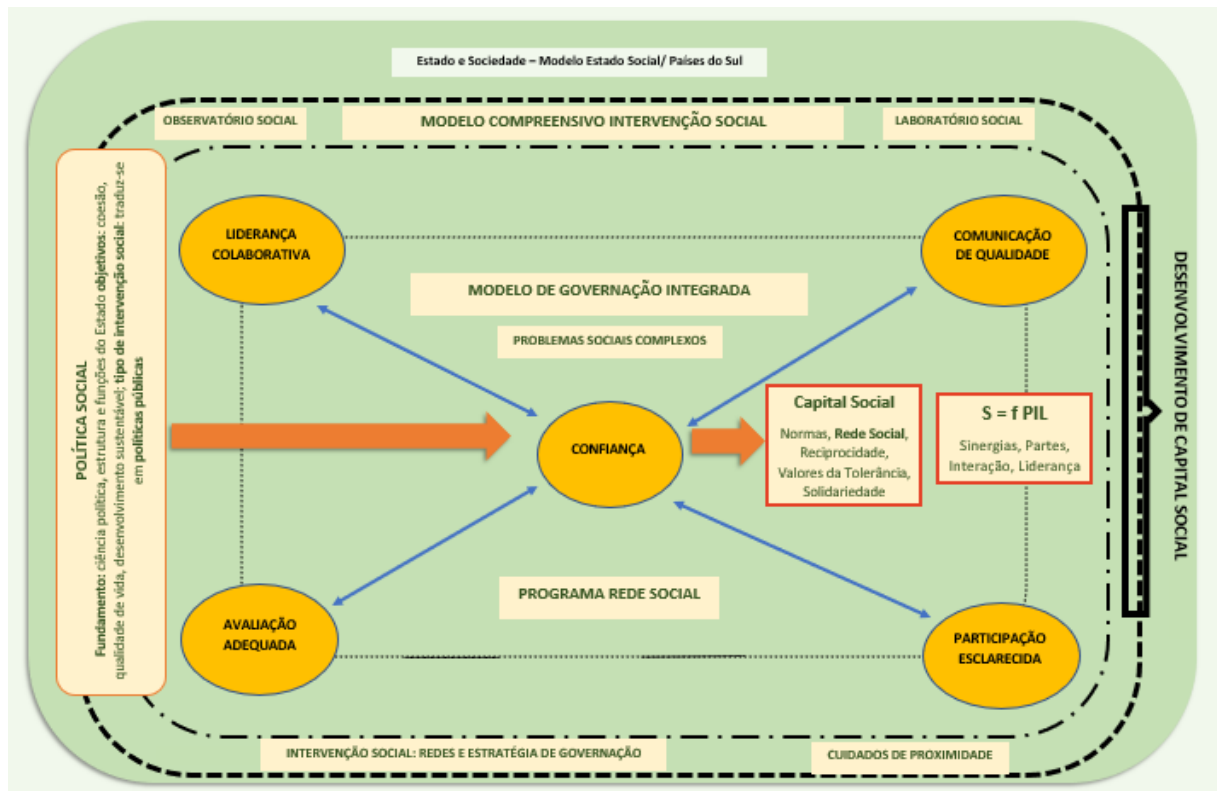 Estado e Sociedade – Modelo Estado Social/ Países do Sul
OBSERVATÓRIO SOCIAL
MODELO COMPREENSIVO INTERVENÇÃO SOCIAL
LABORATÓRIO SOCIAL
POLÍTICA SOCIAL
Fundamento: ciência política, estrutura e funções do Estado objetivos: coesão,
qualidade de vida, desenvolvimento sustentável; tipo de intervenção social: traduz-se
em políticas públicas
LIDERANÇA
COLABORATIVA
COMUNICAÇÃO
DE QUALIDADE
MODELO DE GOVERNAÇÃO INTEGRADA
PROBLEMAS SOCIAIS COMPLEXOS
CONFIANÇA
Capital Social
Normas, Rede Social,
Reciprocidade,
Valores da Tolerância,
Solidariedade
S = f PIL
Sinergias, Partes,
Interação, Liderança
DESENVOLVIMENTO DE CAPITAL SOCIAL
PROGRAMA REDE SOCIAL
AVALIAÇÃO
ADEQUADA
PARTICIPAÇÃO
ESCLARECIDA
INTERVENÇÃO SOCIAL: REDES E ESTRATÉGIA DE GOVERNAÇÃO
CUIDADOS DE PROXIMIDADE